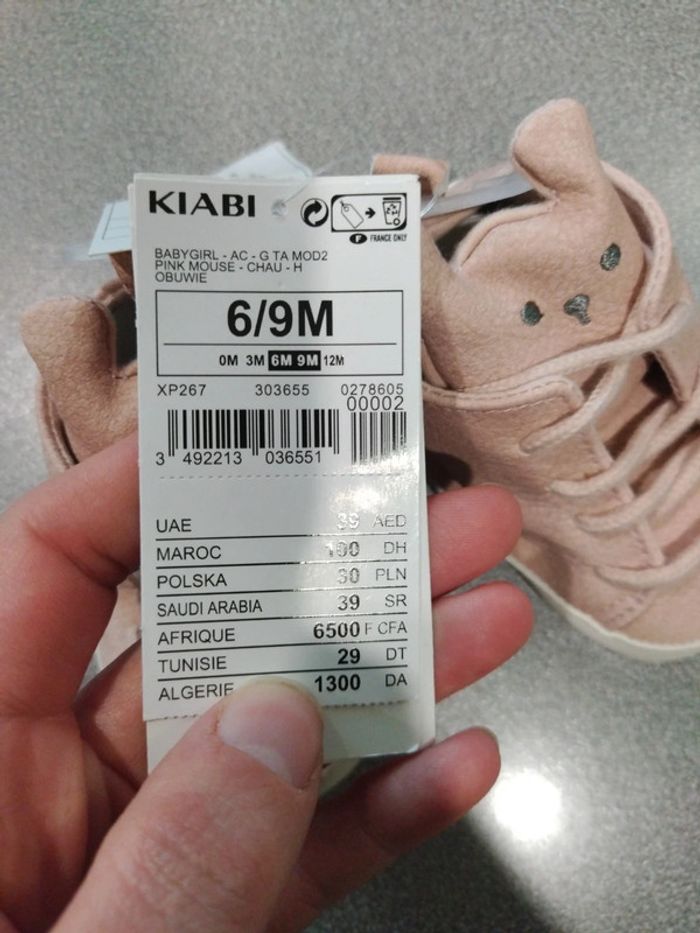 KIABI
F FRANCE ONLY
BABYGIRL - AC - G TA MOD2
PINK MOUSE - CHAU - H
OBUWIE
6/9M
0M 3M 6M 9M 12M
XP267 303655 0278605
00002
3 492213 036551
UAE 39 AED
MAROC 100 DH
POLSKA 30 PLN
SAUDI ARABIA 39 SR
AFRIQUE 6500 F CFA
TUNISIE 29 DT
ALGERIE 1300 DA